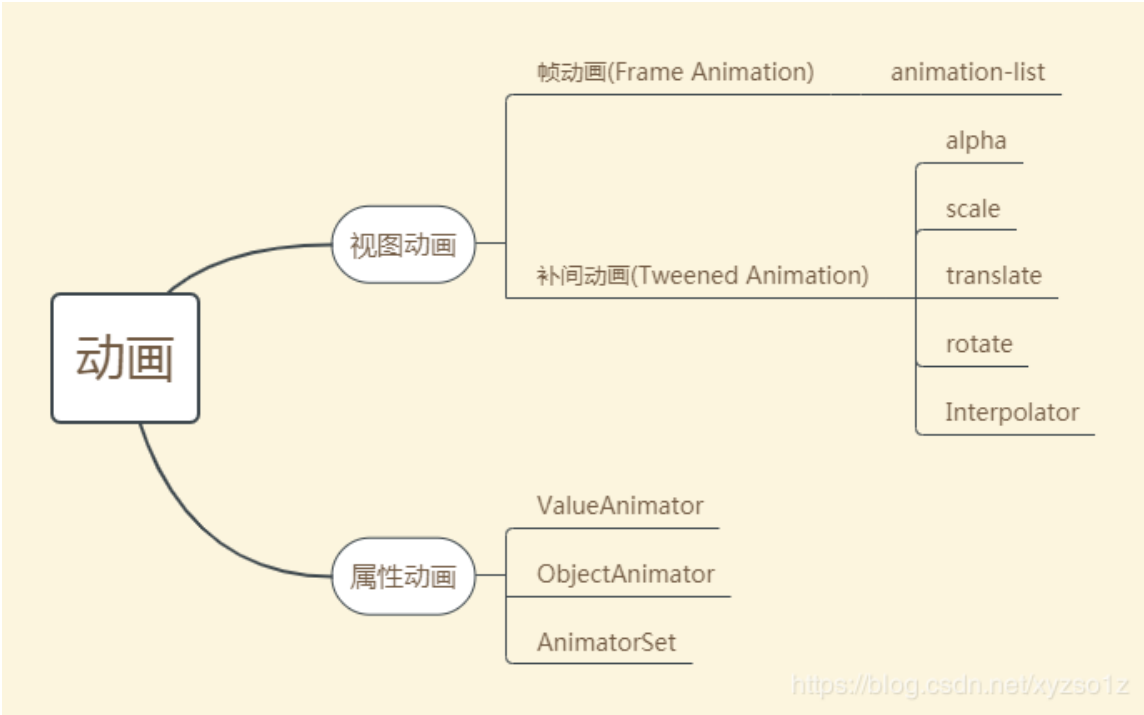 帧动画(Frame Animation) animation-list
alpha
scale
视图动画
补间动画(Tweened Animation) translate
动画
rotate
Interpolator
ValueAnimator
属性动画
ObjectAnimator
AnimatorSet
https://blog.csdn.net/xyzso1z